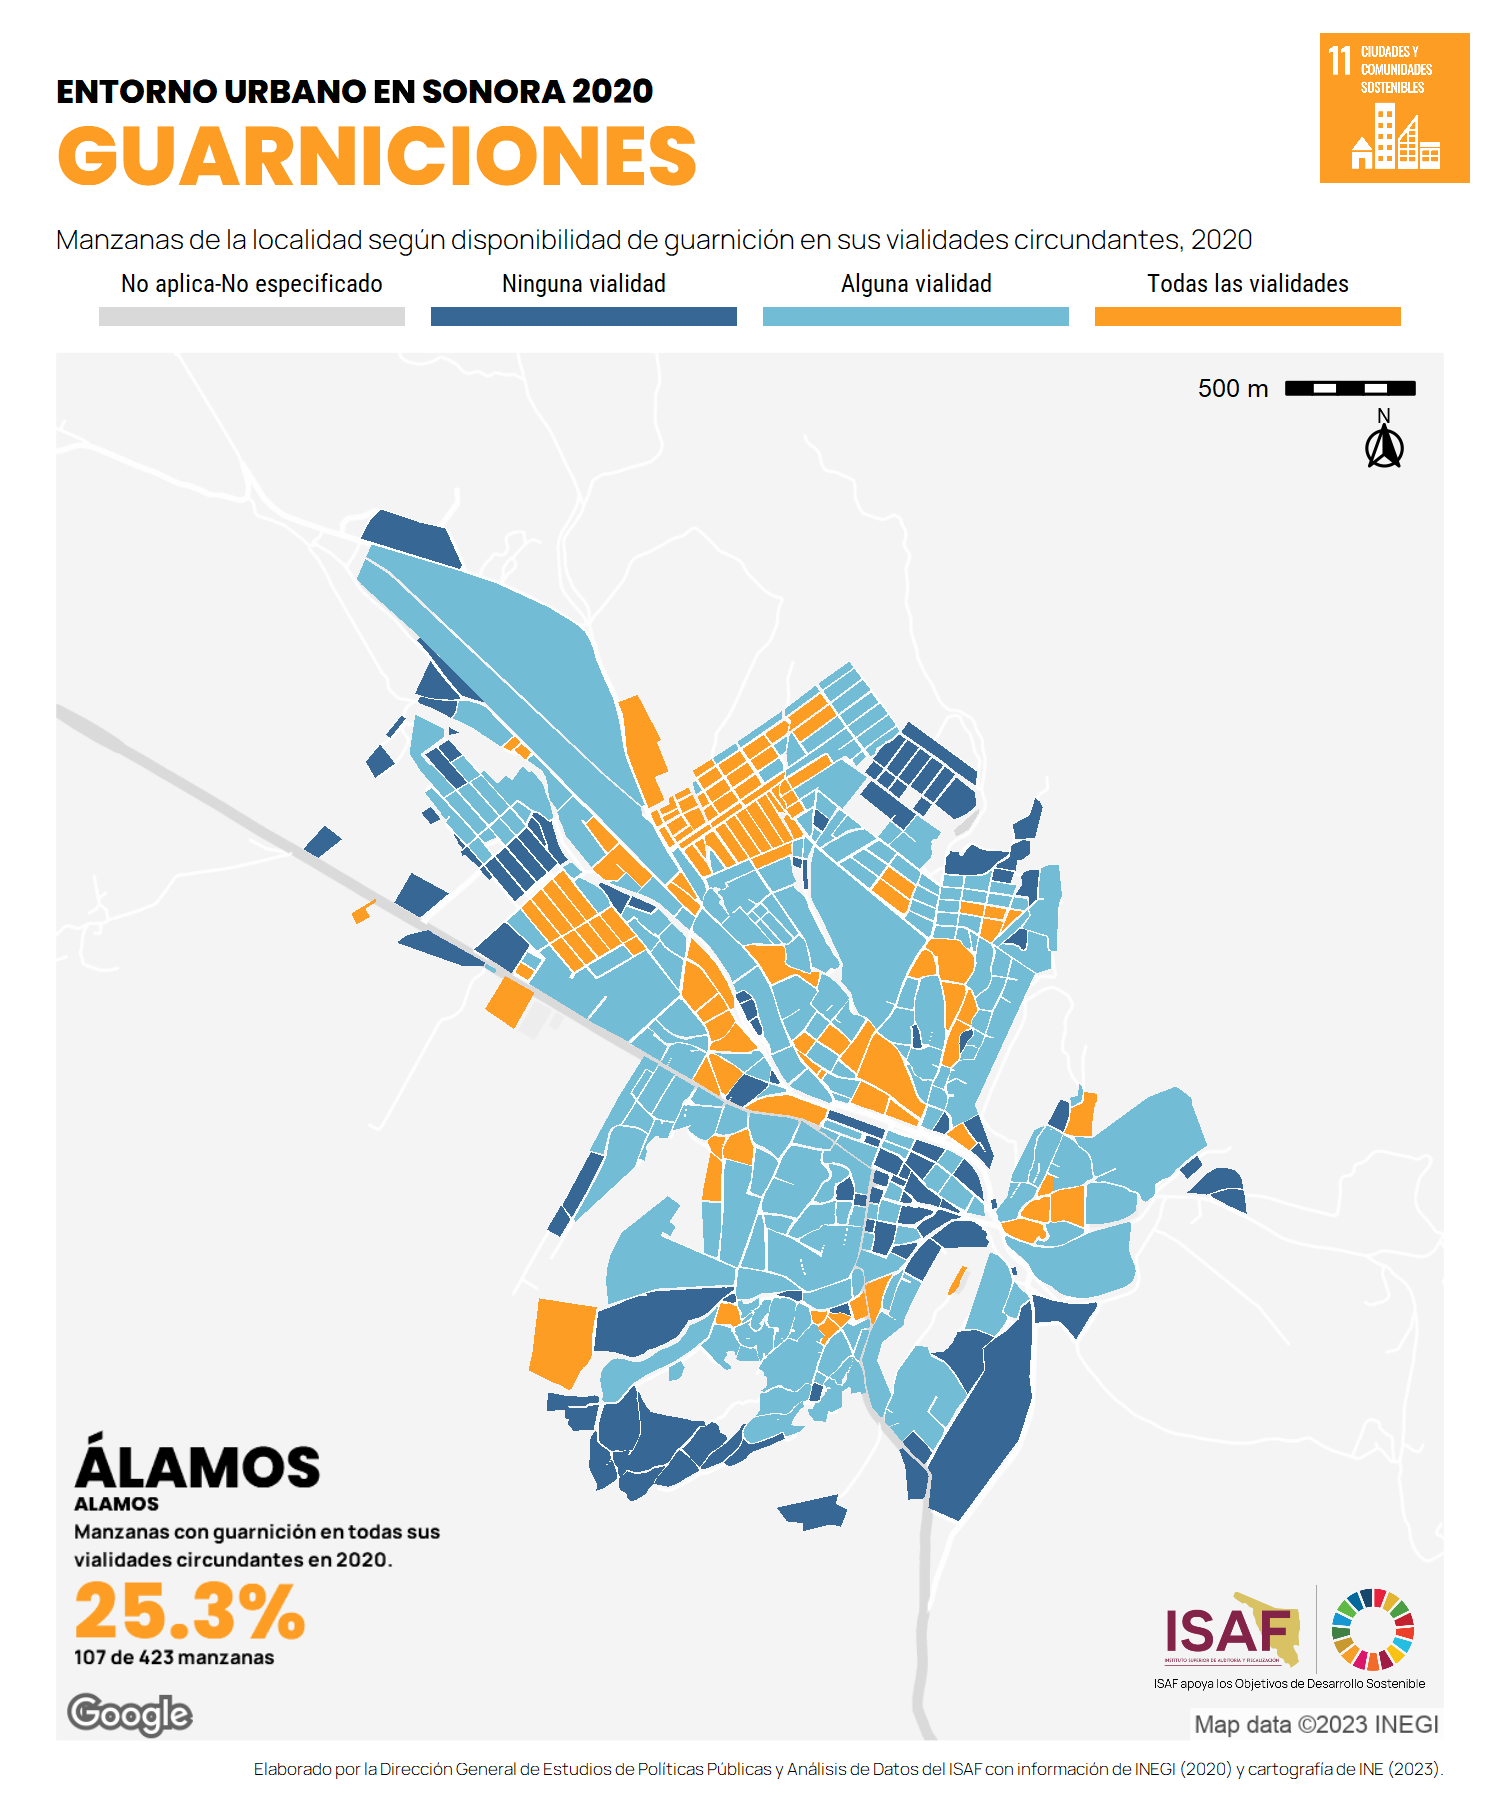 11 CIUDADES Y
COMUNIDADES
SOSTENIBLES
ENTORNO URBANO EN SONORA 2020
GUARNICIONES
Manzanas de la localidad según disponibilidad de guarnición en sus vialidades circundantes, 2020
No aplica-No especificado
Ninguna vialidad
Alguna vialidad
Todas las vialidades
500 m
N
ÁLAMOS
ALAMOS
Manzanas con guarnición en todas sus
vialidades circundantes en 2020.
25.3%
107 de 423 manzanas
ISAF
INSTITUTO SUPERIOR DE AUDITORÍA Y FISCALIZACIÓN
ISAF apoya los Objetivos de Desarrollo Sostenible
Google
Map data ©2023 INEGI
Elaborado por la Dirección General de Estudios de Políticas Públicas y Análisis de Datos del ISAF con información de INEGI (2020) y cartografía de INE (2023).